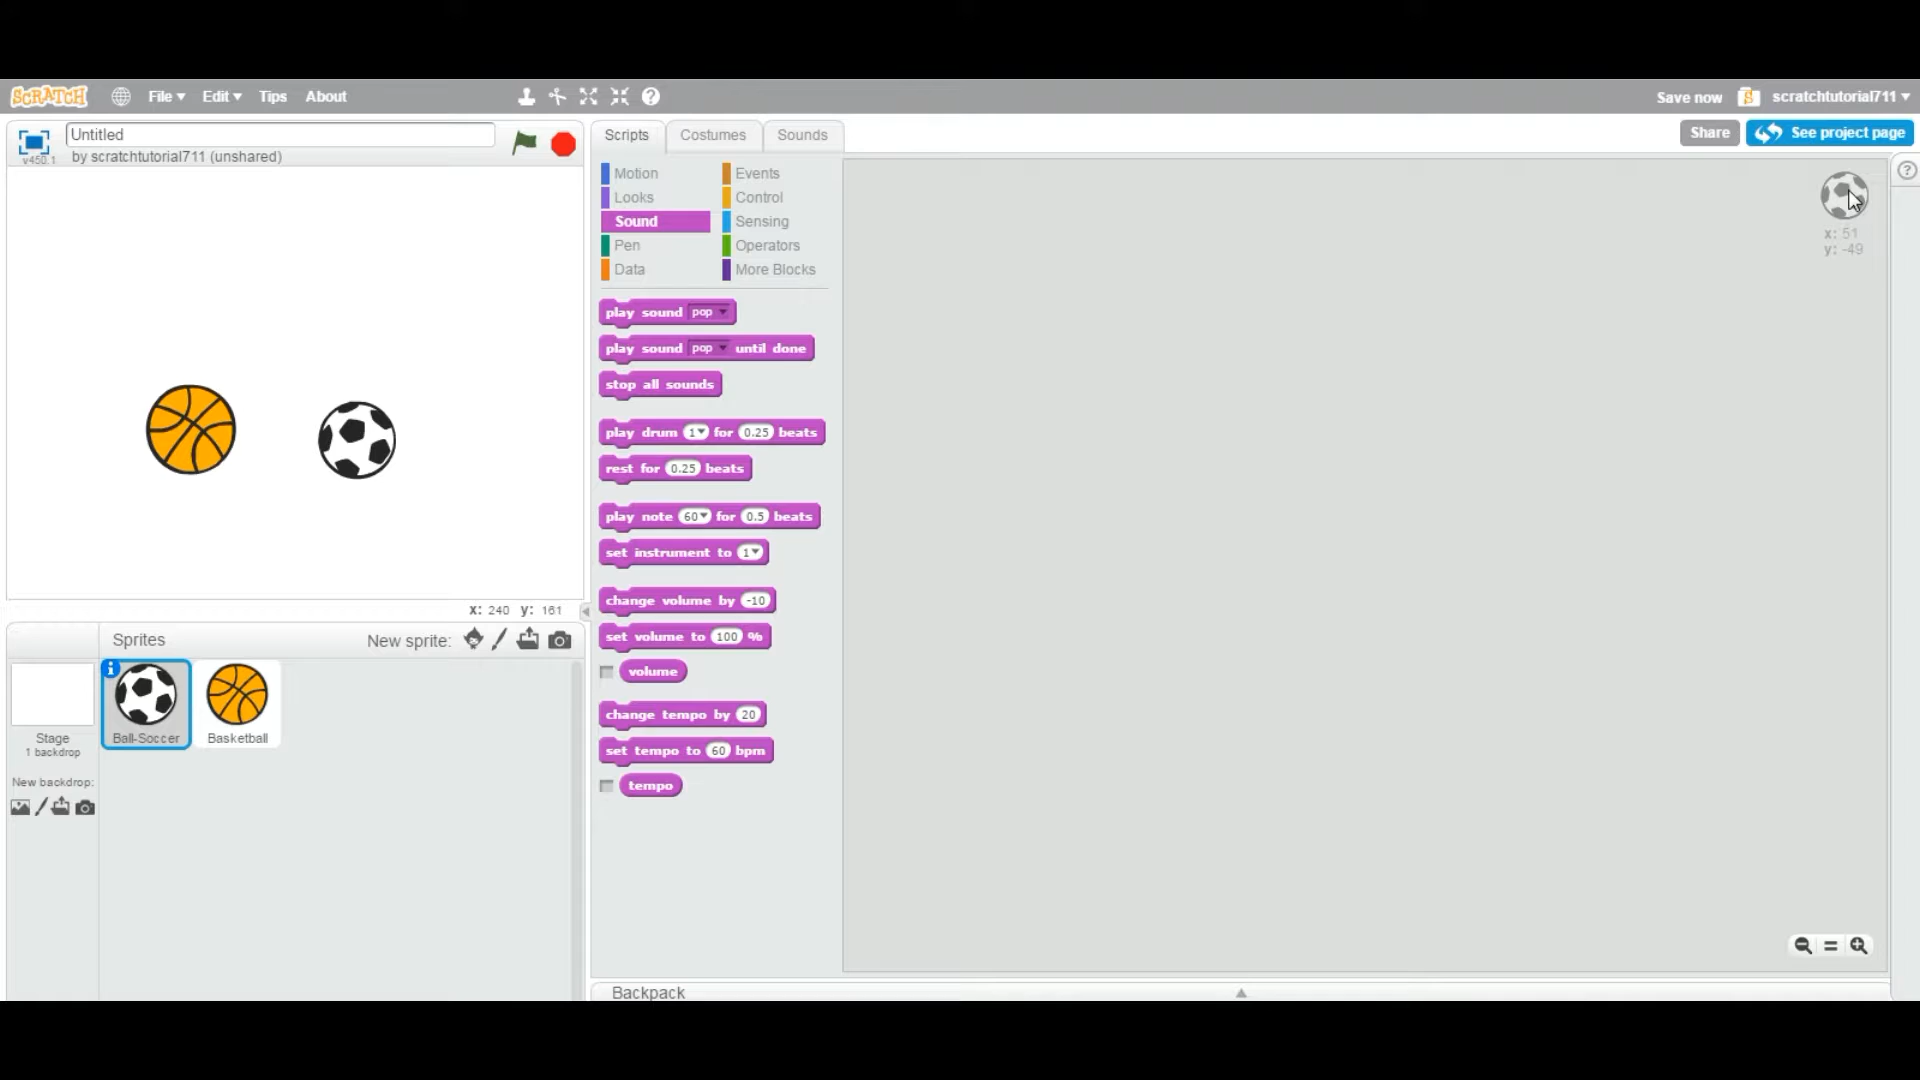 SCRATCH File Edit Tips About Save now scratchtutorial711
v450.1 Untitled
by scratchtutorial711 (unshared)
Scripts Costumes Sounds Share See project page
Motion Events
Looks Control
Sound Sensing
Pen Operators
Data More Blocks
x: 51
y: -49
play sound pop
play sound pop until done
stop all sounds
play drum 1 for 0.25 beats
rest for 0.25 beats
play note 60 for 0.5 beats
set instrument to 1
change volume by -10
set volume to 100 %
volume
change tempo by 20
set tempo to 60 bpm
tempo
x: 240 y: 161
Sprites New sprite:
Stage
1 backdrop
New backdrop:
Ball-Soccer Basketball
Backpack